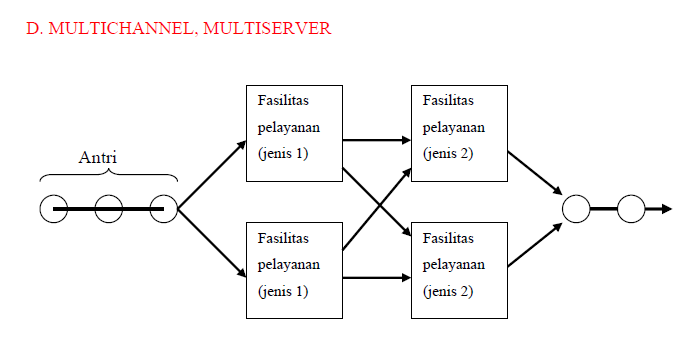 D. MULTICHANNEL, MULTISERVER
Antri
Fasilitas
pelayanan
(jenis 1)
Fasilitas
pelayanan
(jenis 2)
Fasilitas
pelayanan
(jenis 1)
Fasilitas
pelayanan
(jenis 2)